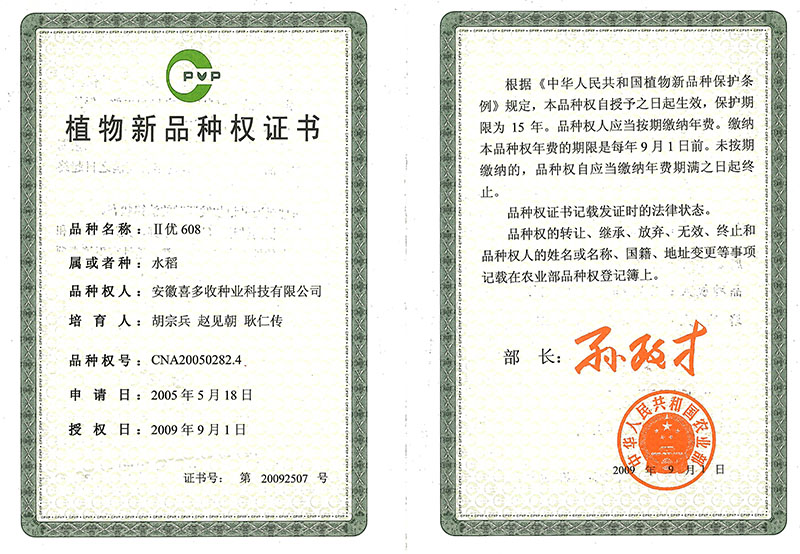 PVP
植物新品种权证书
品种名称：Ⅱ优 608
属或者种：水稻
品种权人：安徽喜多收种业科技有限公司
培育人：胡宗兵 赵见朝 耿仁传
品种权号：CNA20050282.4
申请日：2005 年 5 月 18 日
授权日：2009 年 9 月 1 日
证书号： 第 20092507 号
根据《中华人民共和国植物新品种保护条
例》规定，本品种权自授予之日起生效，保护期
限为 15 年。品种权人应当按期缴纳年费。缴纳
本品种权年费的期限是每年 9 月 1 日前。未按期
缴纳的，品种权自应当缴纳年费期满之日起终
止。
品种权证书记载发证时的法律状态。
品种权的转让、继承、放弃、无效、终止和
品种权人的姓名或名称、国籍、地址变更等事项
记载在农业部品种权登记簿上。
部 长：孙政才
中华人民共和国农业部
2009 年 9 月 1 日